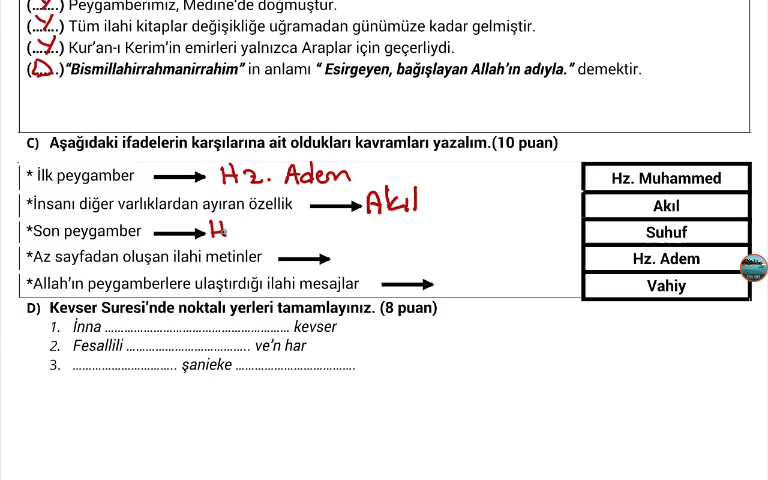 (..Y..) Peygamberimiz, Medine'de doğmuştur.
(..Y..) Tüm ilahi kitaplar değişikliğe uğramadan günümüze kadar gelmiştir.
(..Y..) Kur'an-ı Kerim'in emirleri yalnızca Araplar için geçerliydi.
(..D..) "Bismillahirrahmanirrahim" in anlamı " Esirgeyen, bağışlayan Allah'ın adıyla." demektir.
C) Aşağıdaki ifadelerin karşılarına ait oldukları kavramları yazalım.(10 puan)
* İlk peygamber Hz. Adem
*İnsanı diğer varlıklardan ayıran özellik Akıl
*Son peygamber H
*Az sayfadan oluşan ilahi metinler
*Allah'ın peygamberlere ulaştırdığı ilahi mesajlar
Hz. Muhammed
Akıl
Suhuf
Hz. Adem
Vahiy
D) Kevser Suresi'nde noktalı yerleri tamamlayınız. (8 puan)
1. İnna ........................................................ kevser
2. Fesallili ...................................... ve'n har
3. ................................ şanieke .....................................